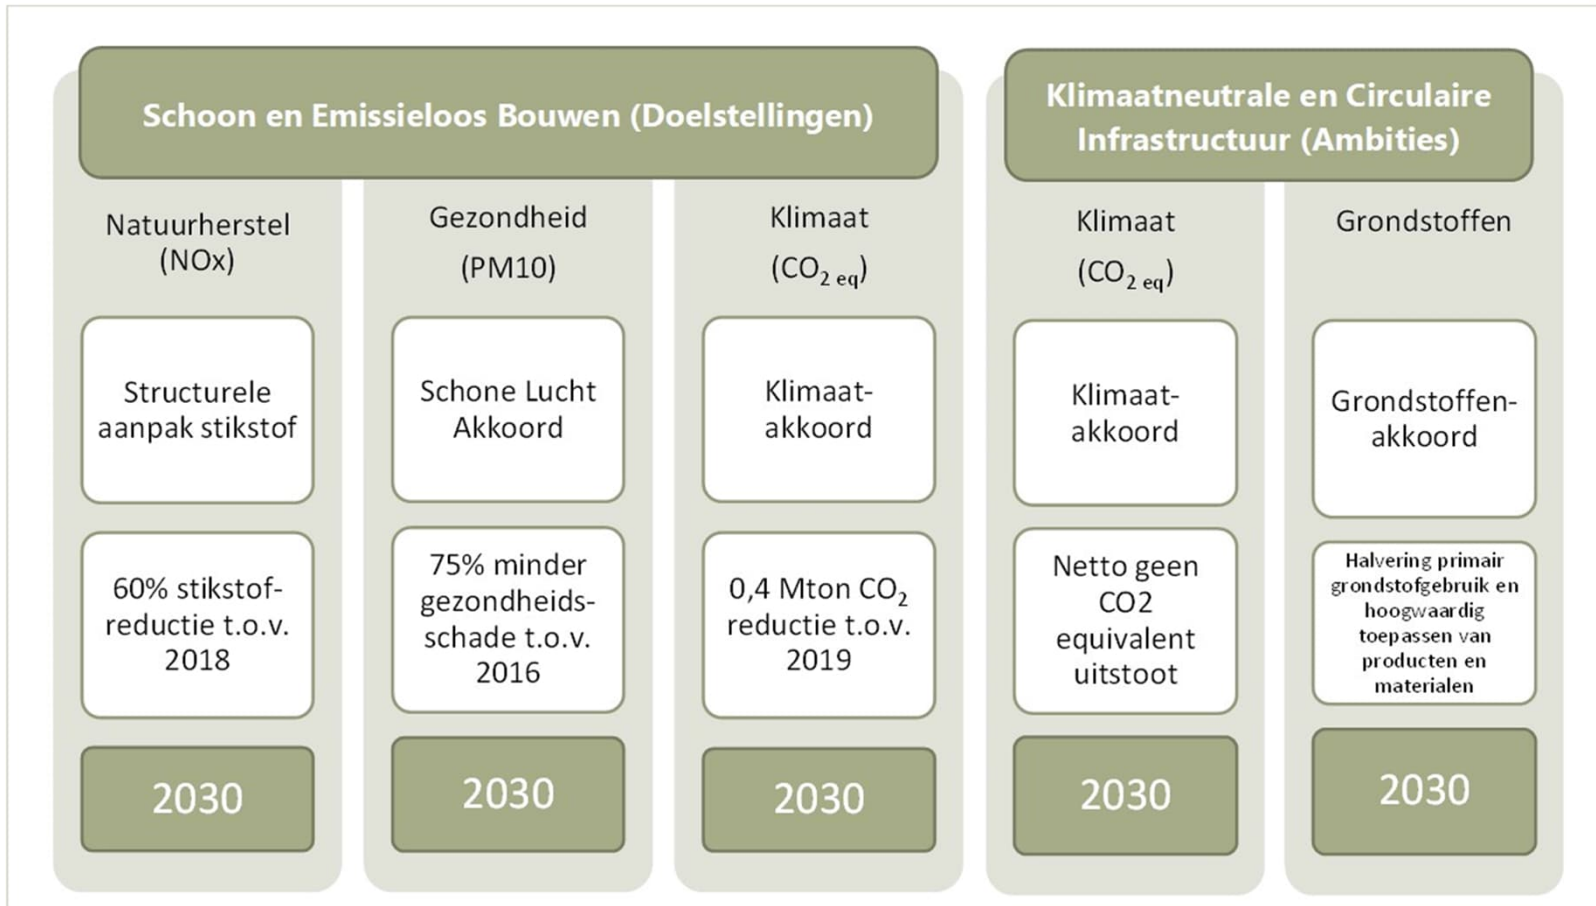 Schoon en Emissieloos Bouwen (Doelstellingen)
Natuurherstel
(NOx)
Structurele
aanpak stikstof
60% stikstof-
reductie t.o.v.
2018
2030
Gezondheid
(PM10)
Schone Lucht
Akkoord
75% minder
gezondheids-
schade t.o.v.
2016
2030
Klimaat
(CO₂ eq)
Klimaat-
akkoord
0,4 Mton CO₂
reductie t.o.v.
2019
2030
Klimaatneutrale en Circulaire
Infrastructuur (Ambities)
Klimaat
(CO₂ eq)
Klimaat-
akkoord
Netto geen
CO2
equivalent
uitstoot
2030
Grondstoffen
Grondstoffen-
akkoord
Halvering primair
grondstofgebruik en
hoogwaardig
toepassen van
producten en
materialen
2030